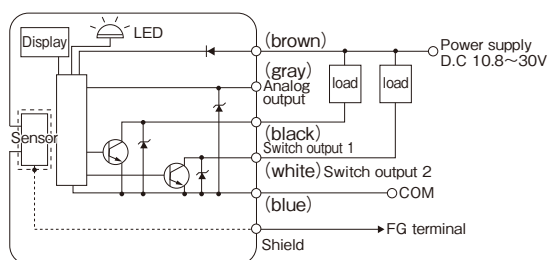 LED
Display
(brown)
Power supply
D.C 10.8～30V
(gray)
Analog
output
load
load
Sensor
(black)
Switch output 1
(white) Switch output 2
COM
(blue)
FG terminal
Shield